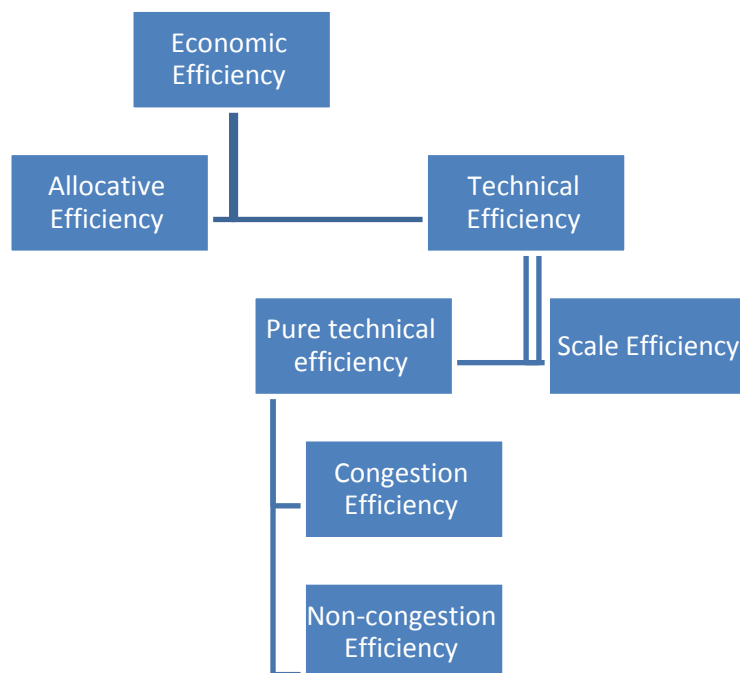 Economic
Efficiency
Allocative
Efficiency
Technical
Efficiency
Pure technical
efficiency
Scale Efficiency
Congestion
Efficiency
Non-congestion
Efficiency